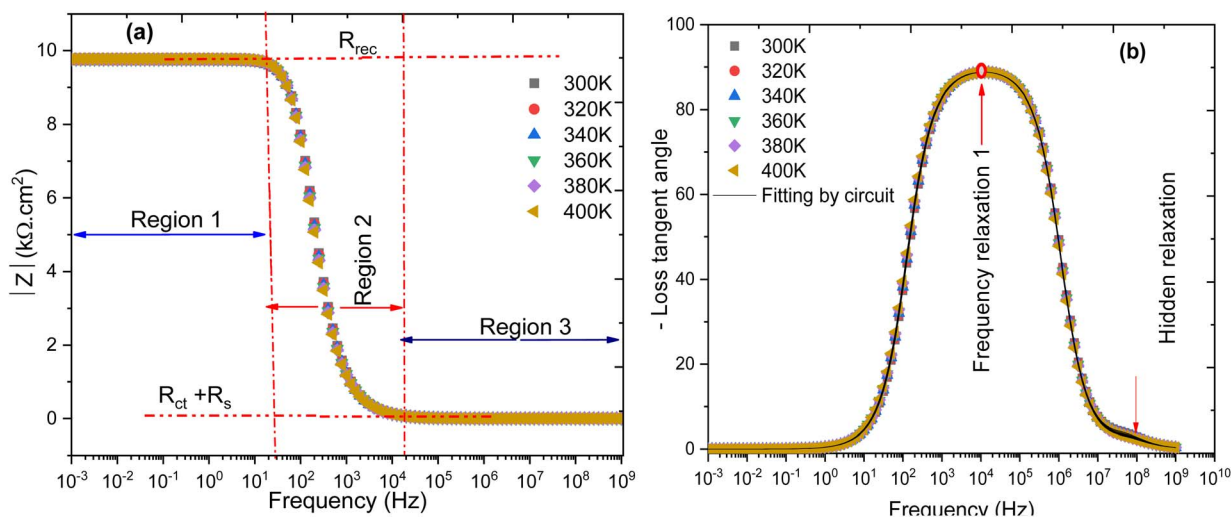 (a)
R_rec
300K
320K
340K
360K
380K
400K
Region 1
Region 2
Region 3
R_ct +R_s
|Z| (kΩ.cm²)
10
8
6
4
2
0
10⁻³ 10⁻² 10⁻¹ 10⁰ 10¹ 10² 10³ 10⁴ 10⁵ 10⁶ 10⁷ 10⁸ 10⁹
Frequency (Hz)
(b)
300K
320K
340K
360K
380K
400K
Fitting by circuit
Frequency relaxation 1
Hidden relaxation
- Loss tangent angle
100
80
60
40
20
0
10⁻³ 10⁻² 10⁻¹ 10⁰ 10¹ 10² 10³ 10⁴ 10⁵ 10⁶ 10⁷ 10⁸ 10⁹ 10¹⁰
Frequency (Hz)